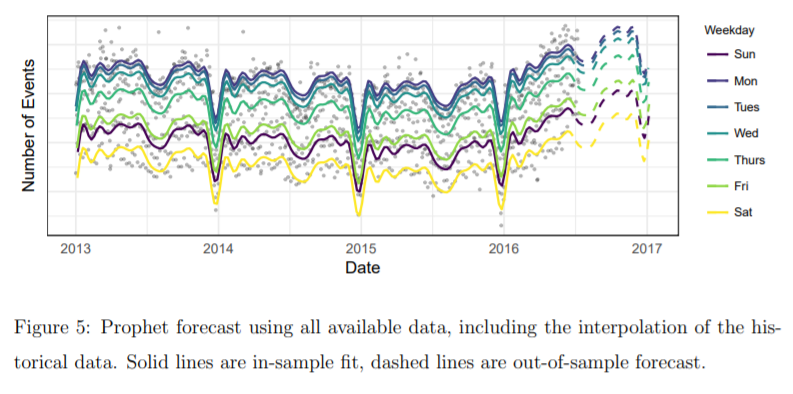 Weekday
Sun
Mon
Tues
Wed
Thurs
Fri
Sat
Number of Events
2013 2014 2015 2016 2017
Date
Figure 5: Prophet forecast using all available data, including the interpolation of the his-
torical data. Solid lines are in-sample fit, dashed lines are out-of-sample forecast.